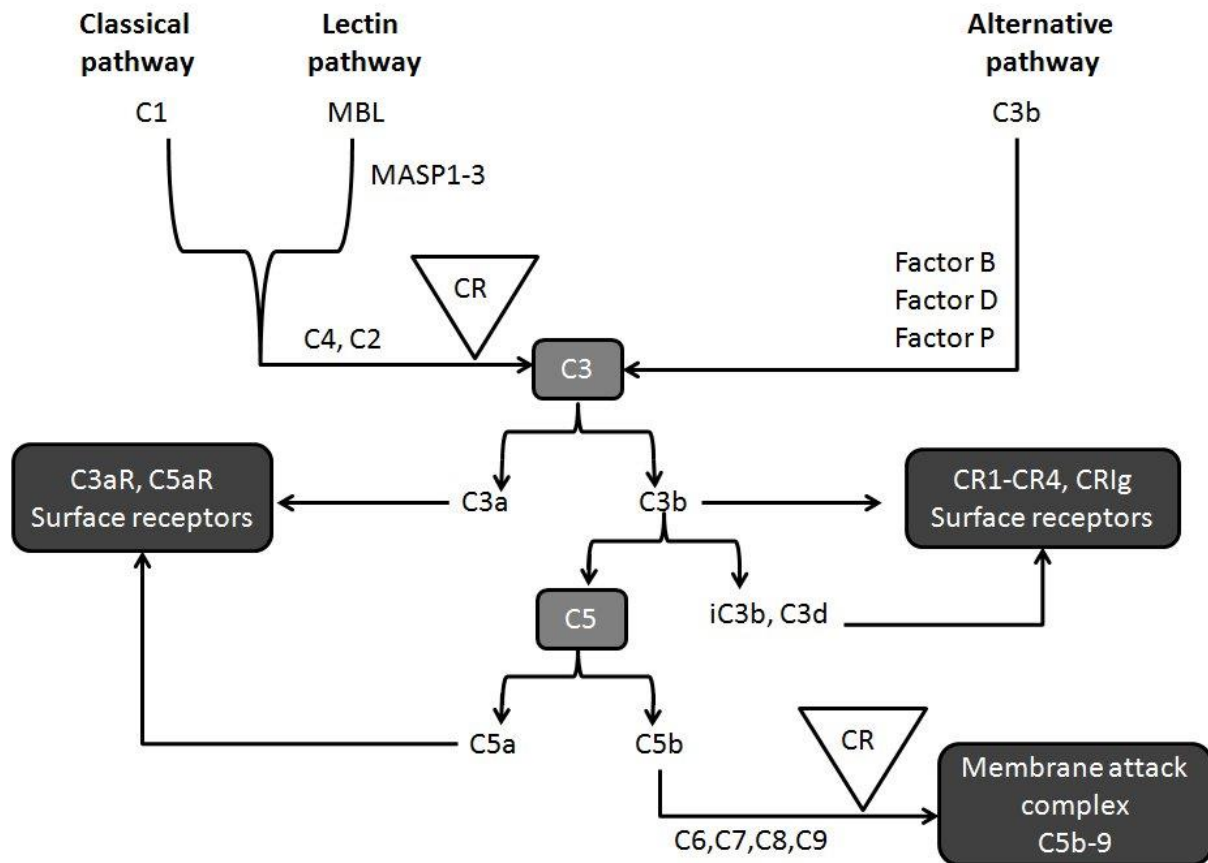 Classical
pathway
Lectin
pathway
Alternative
pathway
C1
MBL
C3b
MASP1-3
Factor B
Factor D
Factor P
CR
C4, C2
C3
C3aR, C5aR
Surface receptors
C3a
C3b
CR1-CR4, CRIg
Surface receptors
C5
iC3b, C3d
C5a
C5b
CR
Membrane attack
complex
C5b-9
C6,C7,C8,C9